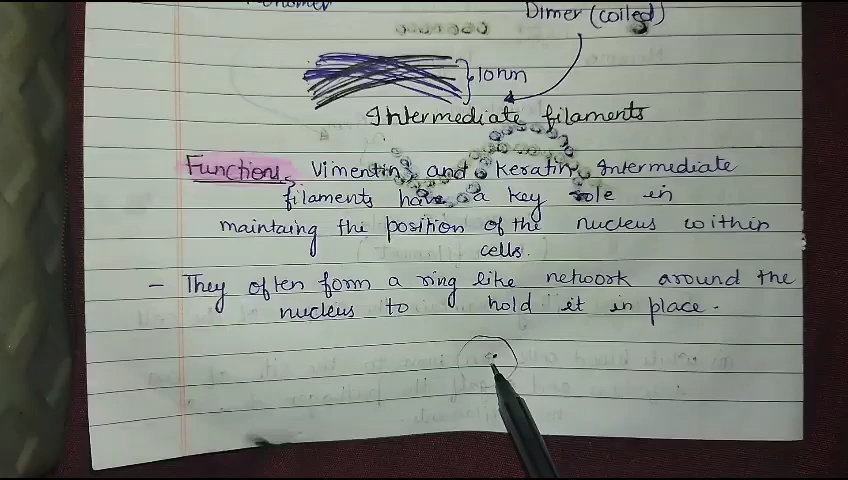 Monomer
Dimer (coiled)
10nm
Intermediate filaments
Functions Vimentin and keratin Intermediate
filaments have a key role in
maintaing the position of the nucleus within
cells.
- They often form a ring like network around the
nucleus to hold it in place.